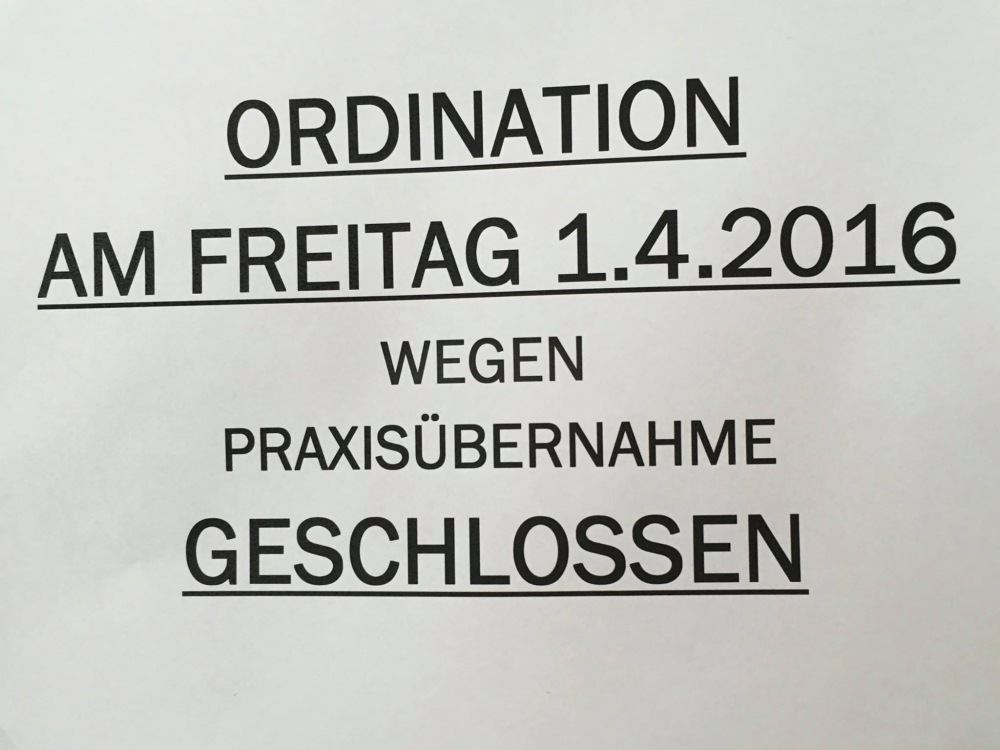 ORDINATION
AM FREITAG 1.4.2016
WEGEN
PRAXISÜBERNAHME
GESCHLOSSEN